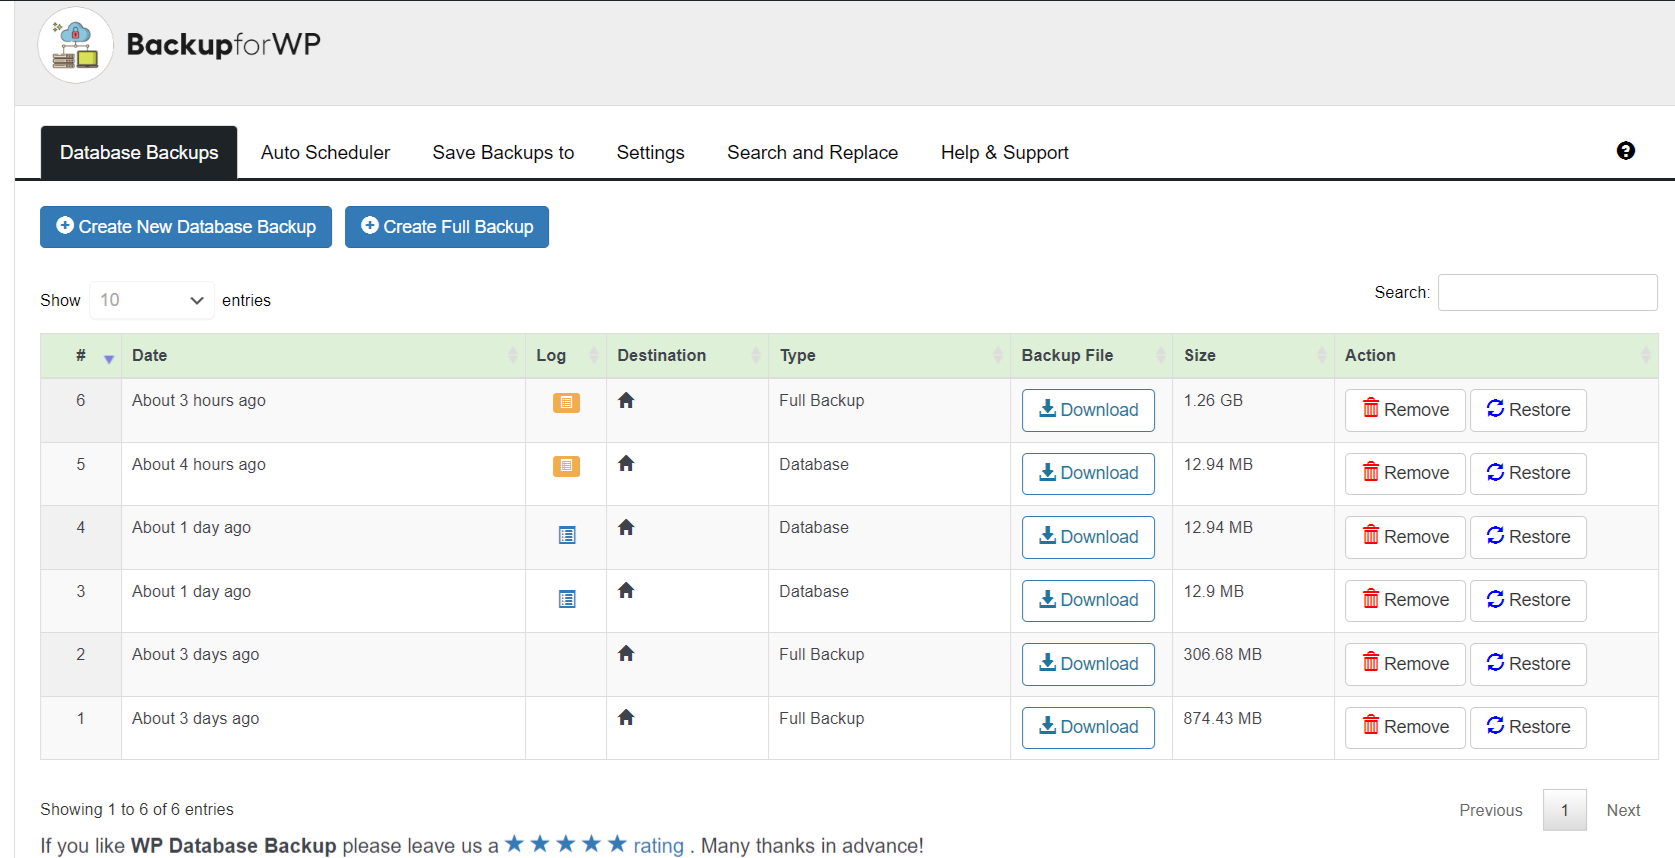 BackupforWP
Database Backups Auto Scheduler Save Backups to Settings Search and Replace Help & Support
Create New Database Backup Create Full Backup
Show 10 entries Search:
# Date Log Destination Type Backup File Size Action
6 About 3 hours ago Full Backup Download 1.26 GB Remove Restore
5 About 4 hours ago Database Download 12.94 MB Remove Restore
4 About 1 day ago Database Download 12.94 MB Remove Restore
3 About 1 day ago Database Download 12.9 MB Remove Restore
2 About 3 days ago Full Backup Download 306.68 MB Remove Restore
1 About 3 days ago Full Backup Download 874.43 MB Remove Restore
Showing 1 to 6 of 6 entries Previous 1 Next
If you like WP Database Backup please leave us a ★ ★ ★ ★ ★ rating . Many thanks in advance!